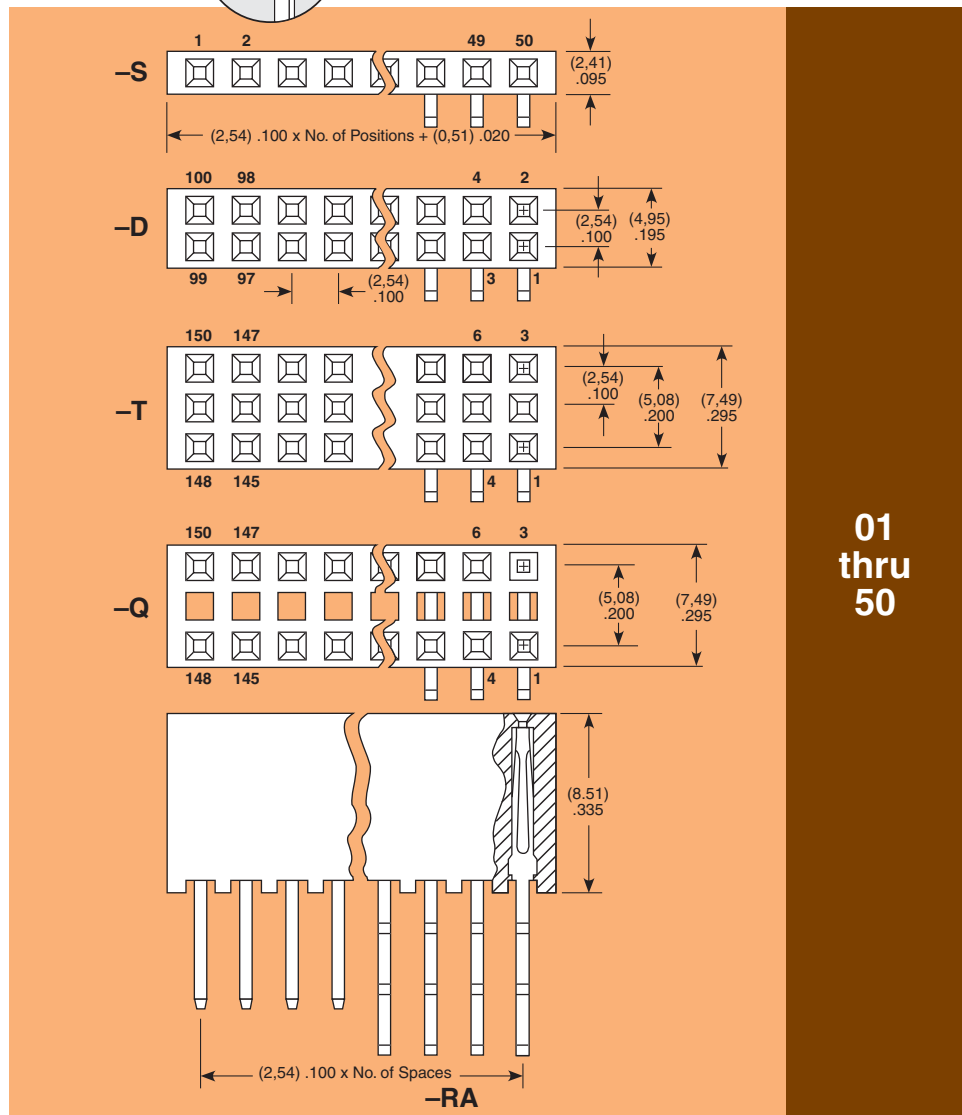 1 2 49 50
–S
(2,41)
.095
(2,54) .100 x No. of Positions + (0,51) .020
100 98 4 2
–D
(2,54)
.100
(4,95)
.195
99 97 3 1
(2,54)
.100
150 147 6 3
–T
(2,54)
.100
(5,08)
.200
(7,49)
.295
148 145 4 1
150 147 6 3
–Q
(5,08)
.200
(7,49)
.295
148 145 4 1
(8.51)
.335
(2,54) .100 x No. of Spaces
–RA
01
thru
50